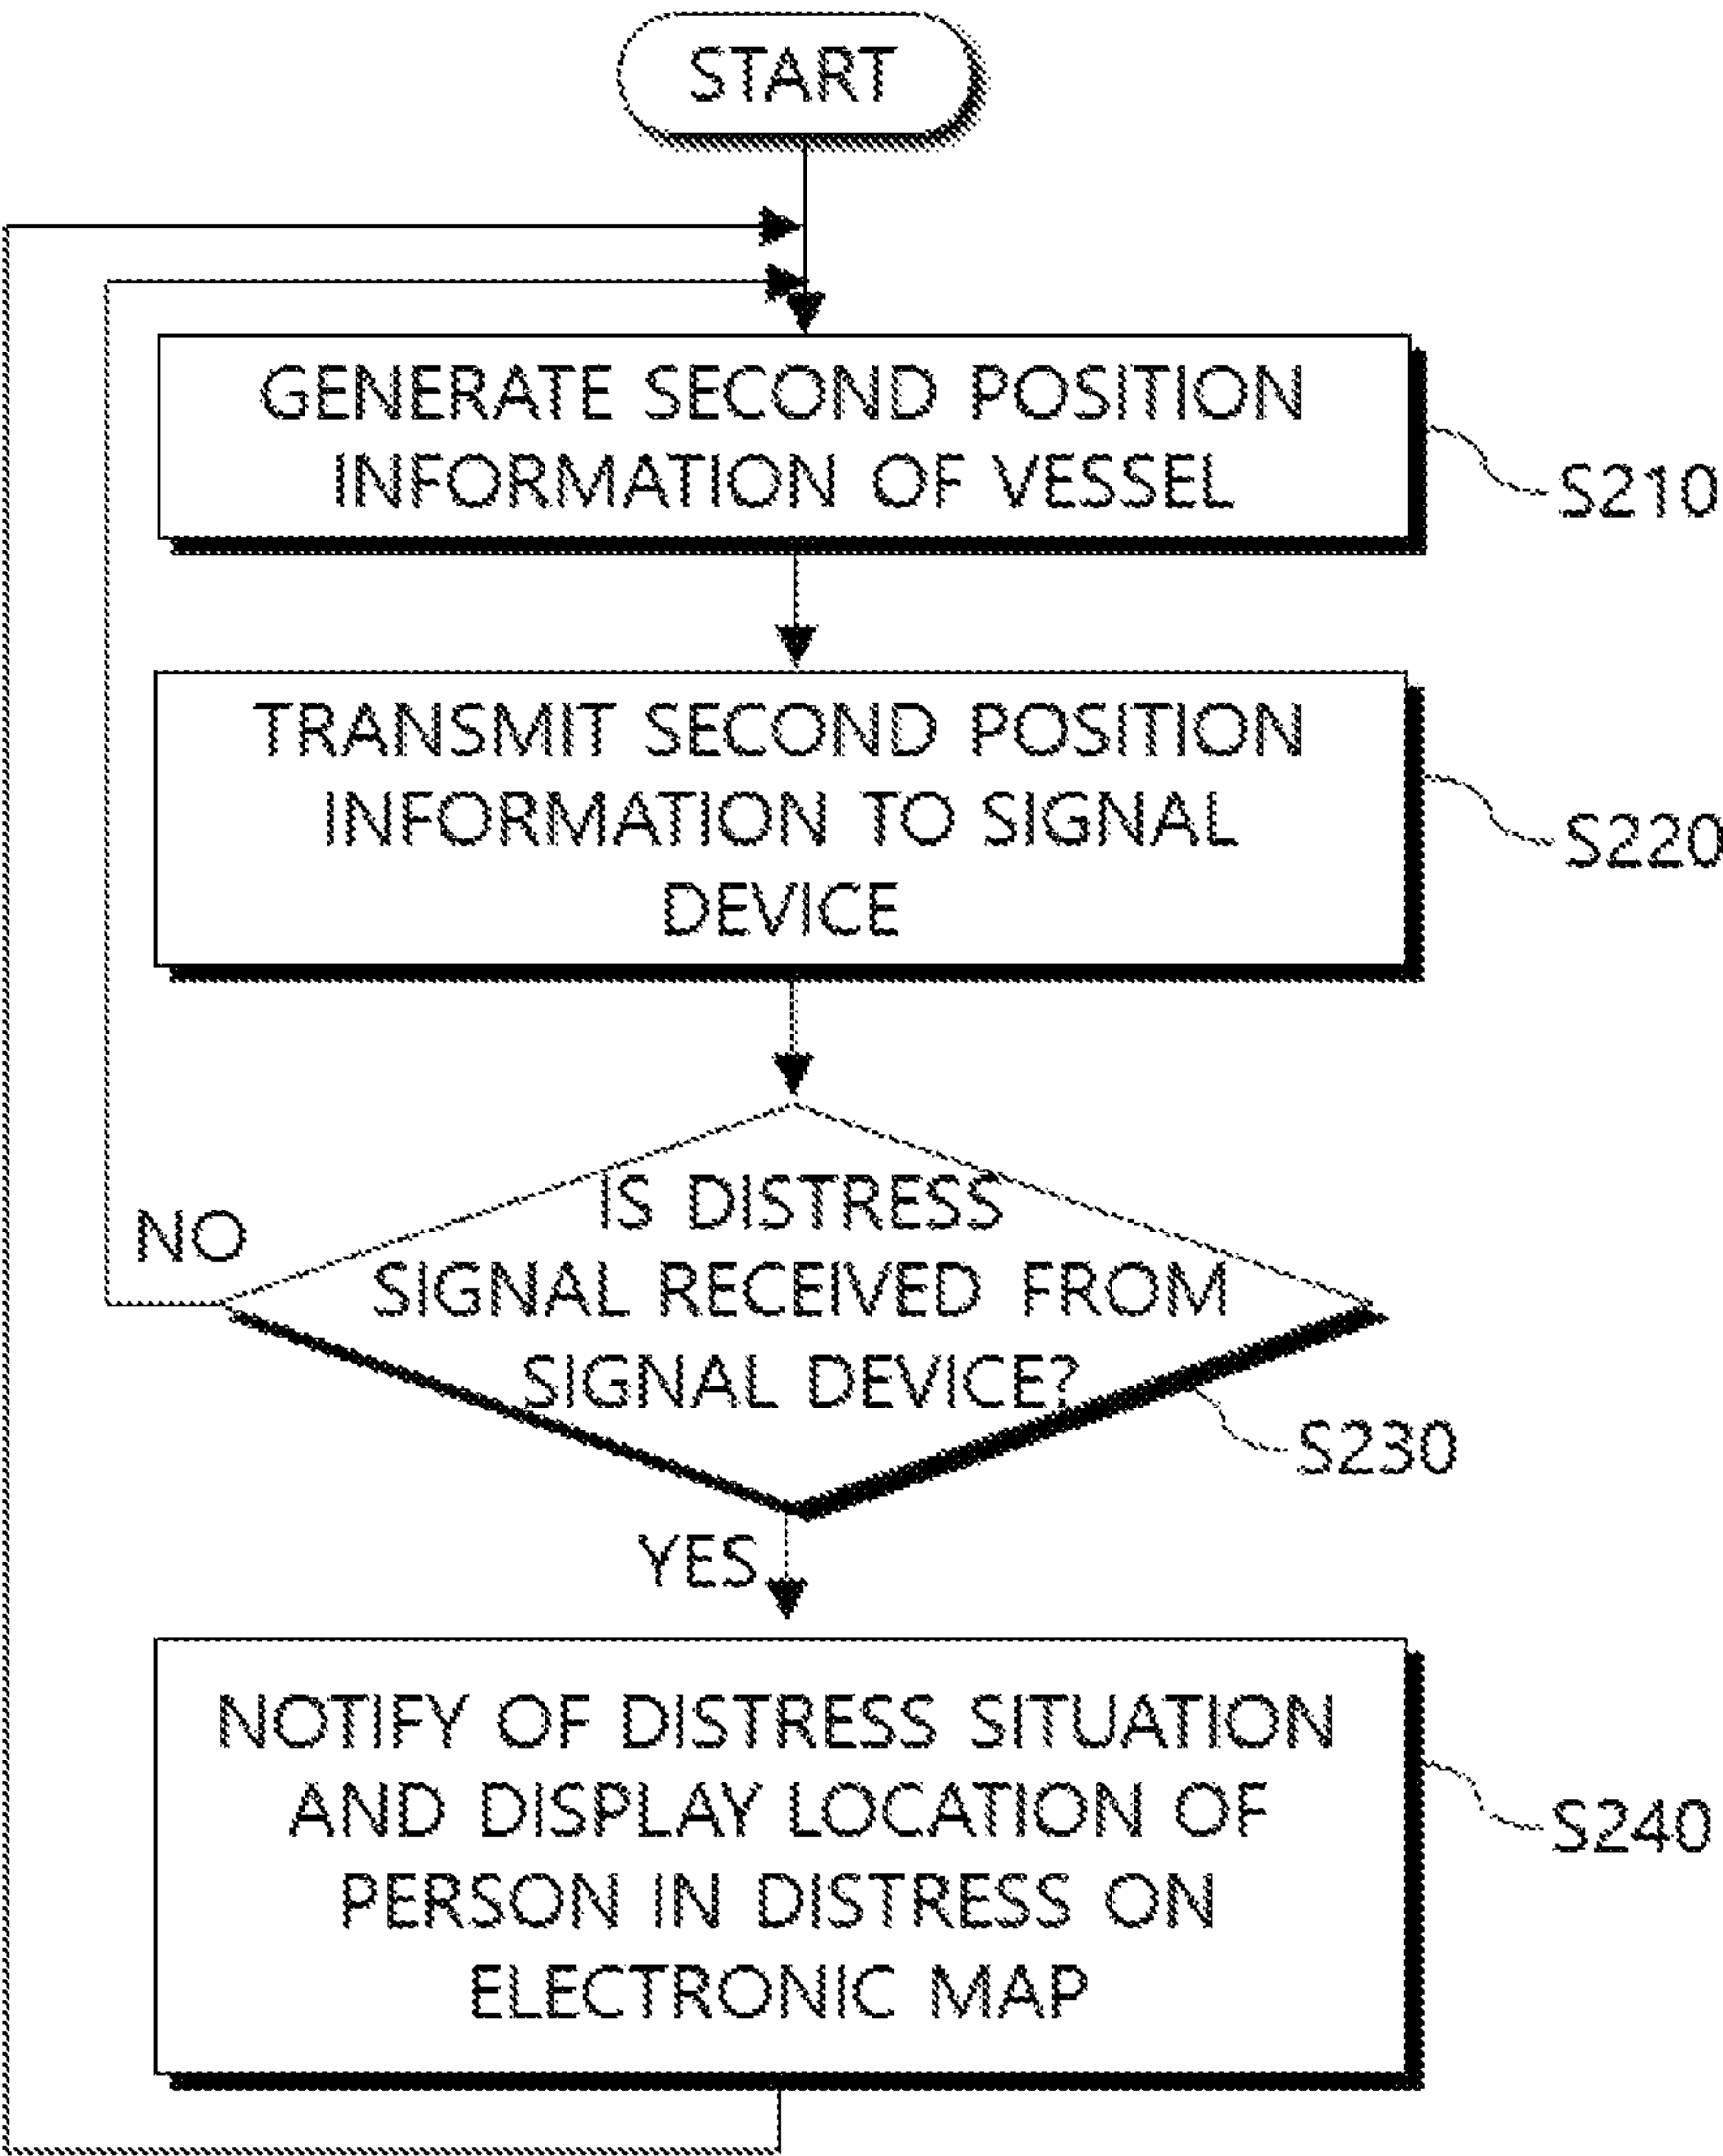 START
GENERATE SECOND POSITION
INFORMATION OF VESSEL
S210
TRANSMIT SECOND POSITION
INFORMATION TO SIGNAL
DEVICE
S220
IS DISTRESS
SIGNAL RECEIVED FROM
SIGNAL DEVICE?
NO
S230
YES
NOTIFY OF DISTRESS SITUATION
AND DISPLAY LOCATION OF
PERSON IN DISTRESS ON
ELECTRONIC MAP
S240